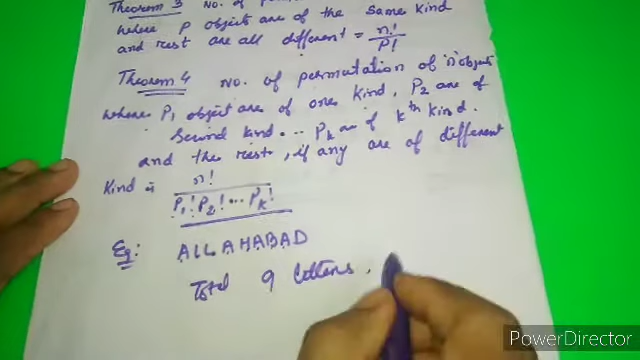 Theorem 3 No. of
where P objects are of the same kind
and rest are all different = n!/P!
Theorem 4 No. of permutation of 'n' object
where P₁ object are of one kind, P₂ are of
Second kind ... Pₖ are of kᵗʰ kind.
and the rest, if any are of different
kind is n!/P₁! P₂! ... Pₖ!
Eg: ALLAHABAD
Total 9 letters.
PowerDirector